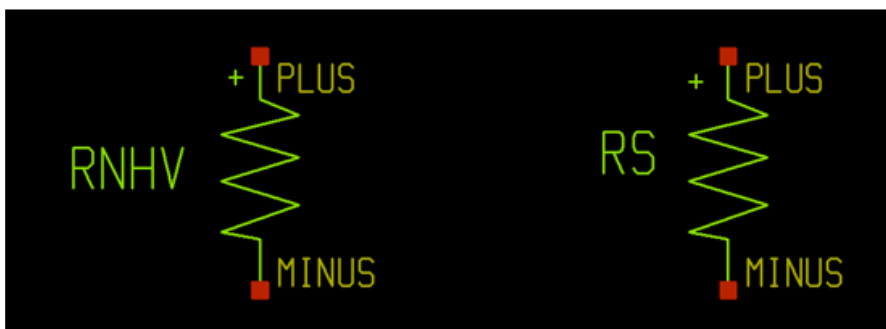 + PLUS
RNHV
MINUS
+ PLUS
RS
MINUS